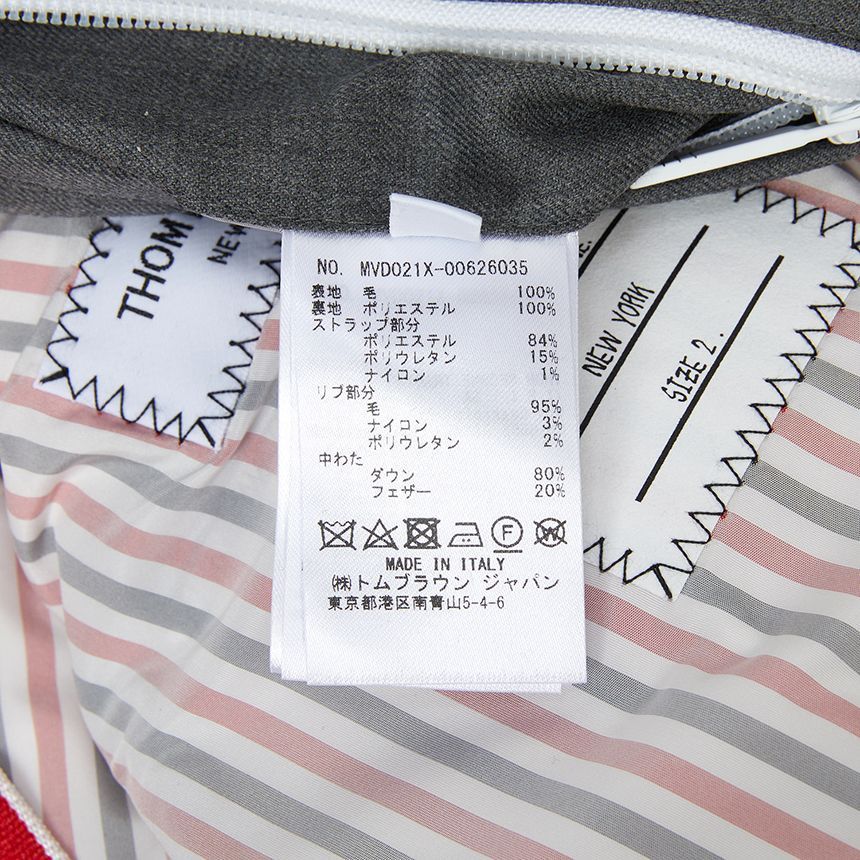 THOM
NEW
NO. MVD021X-00626035
表地 毛 100%
裏地 ポリエステル 100%
ストラップ部分
ポリエステル 84%
ポリウレタン 15%
ナイロン 1%
リブ部分
毛 95%
ナイロン 3%
ポリウレタン 2%
中わた
ダウン 80%
フェザー 20%
F W
MADE IN ITALY
(株)トムブラウン ジャパン
東京都港区南青山5-4-6
NEW YORK
SIZE 2.